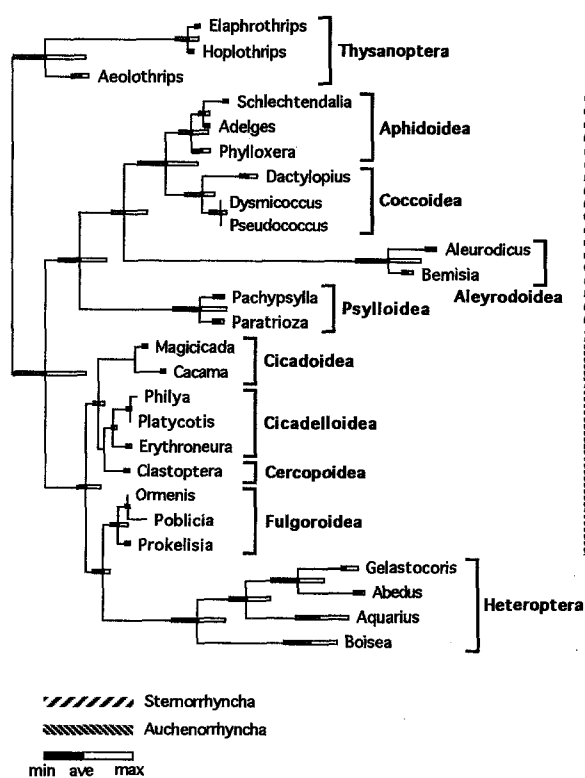 Elaphrothrips
Hoplothrips
Thysanoptera
Aeolothrips
Schlechtendalia
Adelges
Aphidoidea
Phylloxera
Dactylopius
Dysmicoccus
Coccoidea
Pseudococcus
Aleurodicus
Bemisia
Aleyrodoidea
Pachypsylla
Psylloidea
Paratrioza
Magicicada
Cicadoidea
Cacama
Philya
Platycotis
Cicadelloidea
Erythroneura
Clastoptera
Cercopoidea
Ormenis
Poblicia
Fulgoroidea
Prokelisia
Gelastocoris
Abedus
Heteroptera
Aquarius
Boisea
Sternorrhyncha
Auchenorrhyncha
min ave max